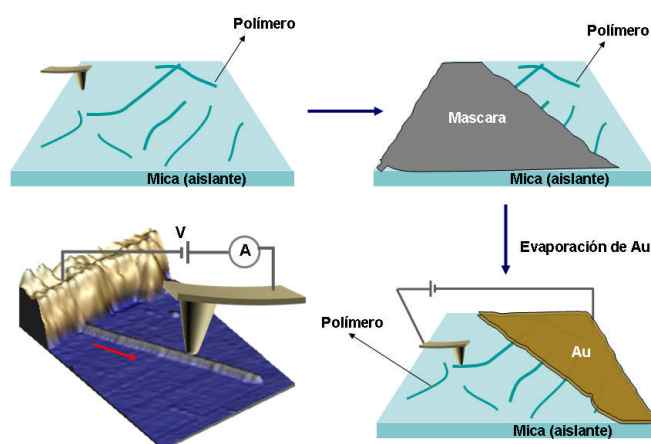 Polímero
Mica (aislante)
Polímero
Mascara
Mica (aislante)
Evaporación de Au
V
A
Polímero
Au
Mica (aislante)